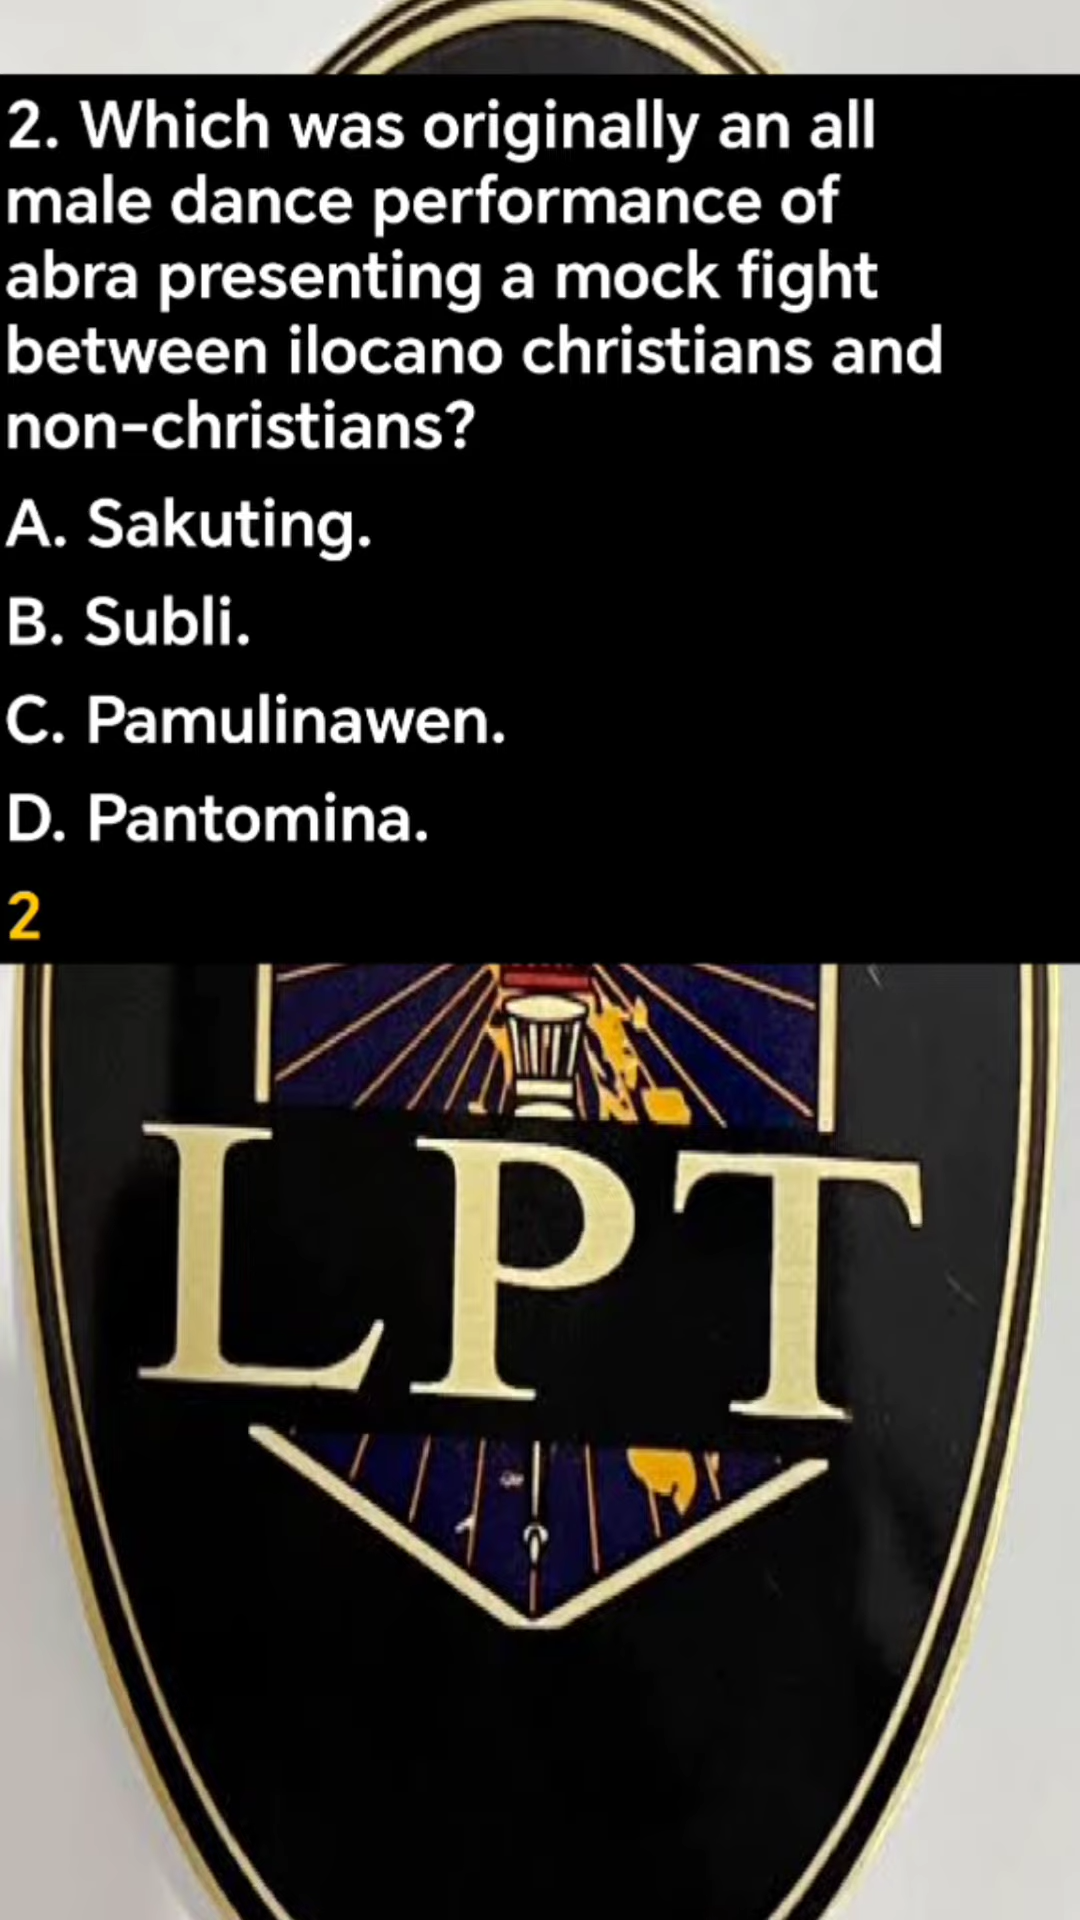 2. Which was originally an all
male dance performance of
abra presenting a mock fight
between ilocano christians and
non-christians?
A. Sakuting.
B. Subli.
C. Pamulinawen.
D. Pantomina.
2
LPT